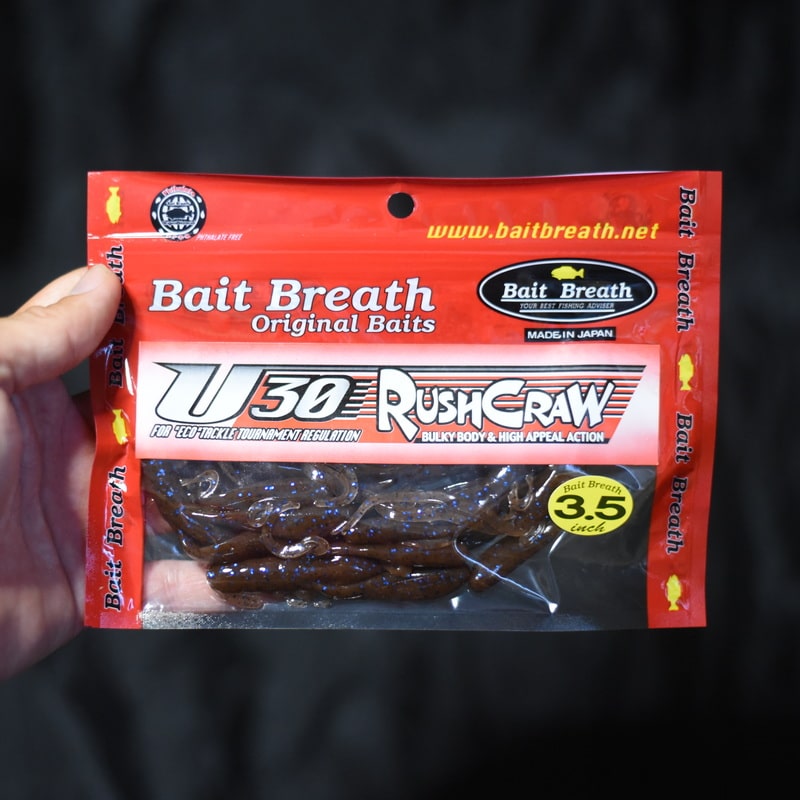 PHTHALATE FREE
www.baitbreath.net
Bait Breath
Original Baits
Bait Breath
YOUR BEST FISHING ADVISER
MADE IN JAPAN
U30 RUSHCRAW
FOR "ECO" TACKLE TOURNAMENT REGULATION
BULKY BODY & HIGH APPEAL ACTION
Bait Breath
3.5
inch
Bait Breath
Bait Breath
Bait Breath
Bait Breath